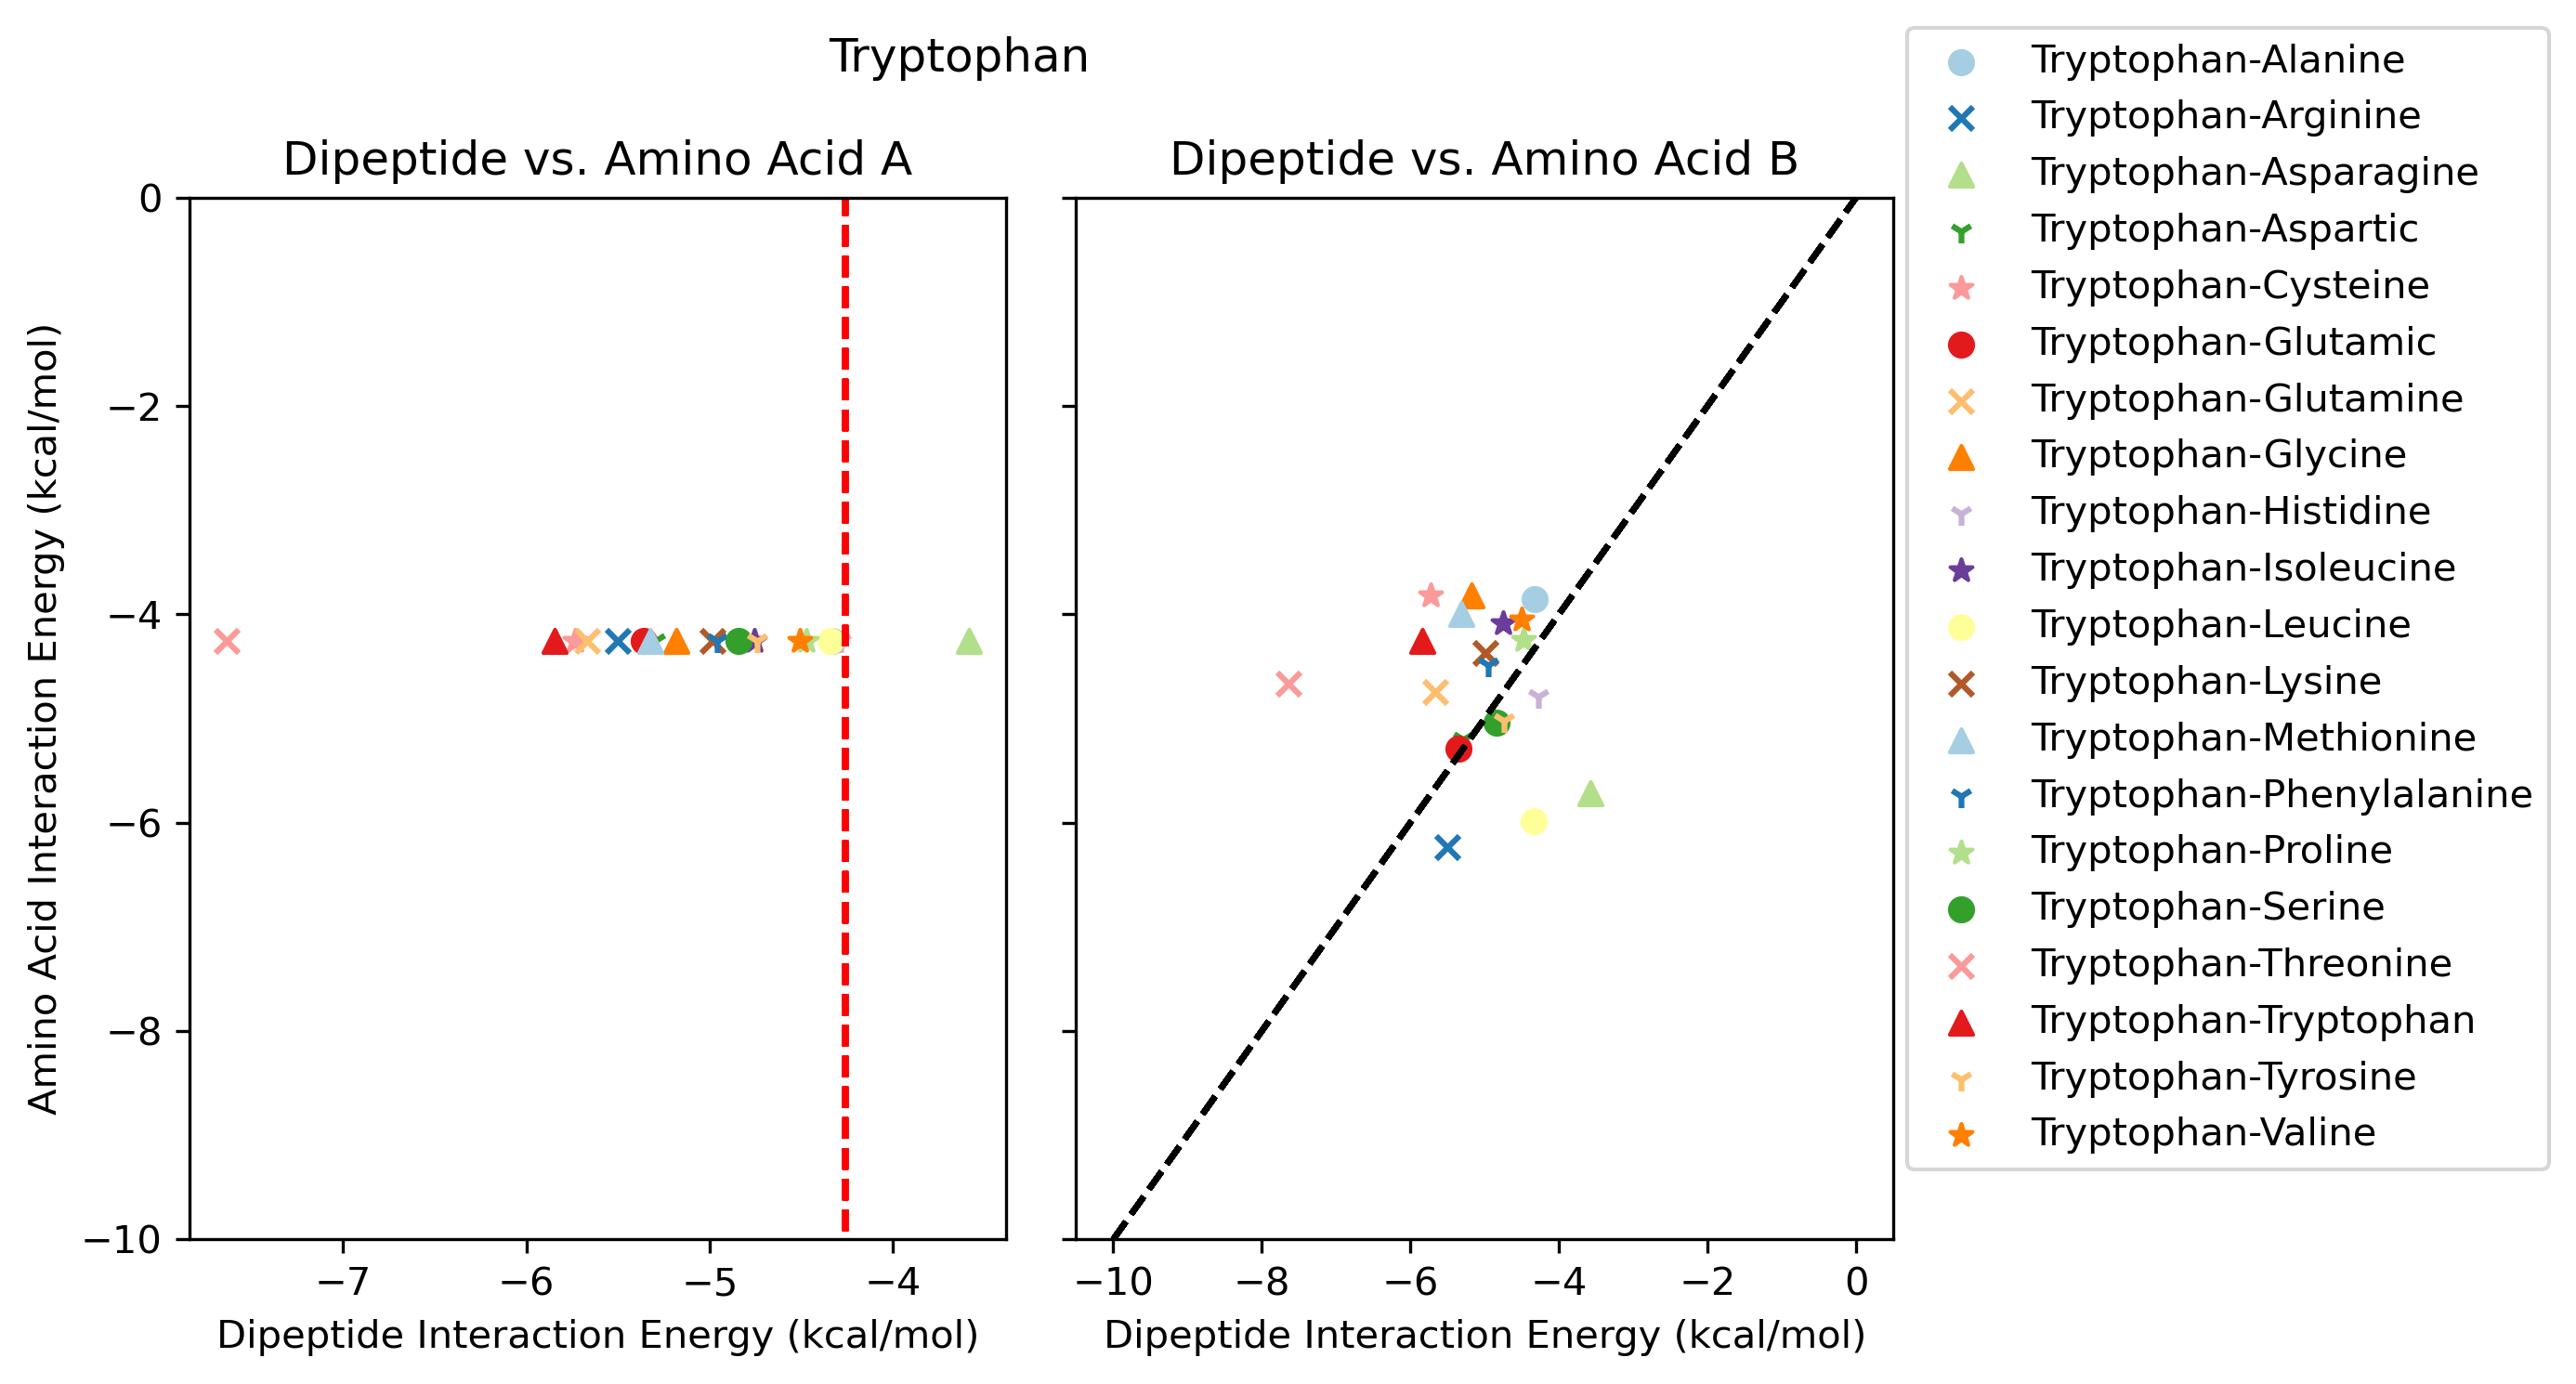 Tryptophan
Dipeptide vs. Amino Acid A
Dipeptide vs. Amino Acid B
Amino Acid Interaction Energy (kcal/mol)
0
−2
−4
−6
−8
−10
−7
−6
−5
−4
−10
−8
−6
−4
−2
0
Dipeptide Interaction Energy (kcal/mol)
Dipeptide Interaction Energy (kcal/mol)
Tryptophan-Alanine
Tryptophan-Arginine
Tryptophan-Asparagine
Tryptophan-Aspartic
Tryptophan-Cysteine
Tryptophan-Glutamic
Tryptophan-Glutamine
Tryptophan-Glycine
Tryptophan-Histidine
Tryptophan-Isoleucine
Tryptophan-Leucine
Tryptophan-Lysine
Tryptophan-Methionine
Tryptophan-Phenylalanine
Tryptophan-Proline
Tryptophan-Serine
Tryptophan-Threonine
Tryptophan-Tryptophan
Tryptophan-Tyrosine
Tryptophan-Valine